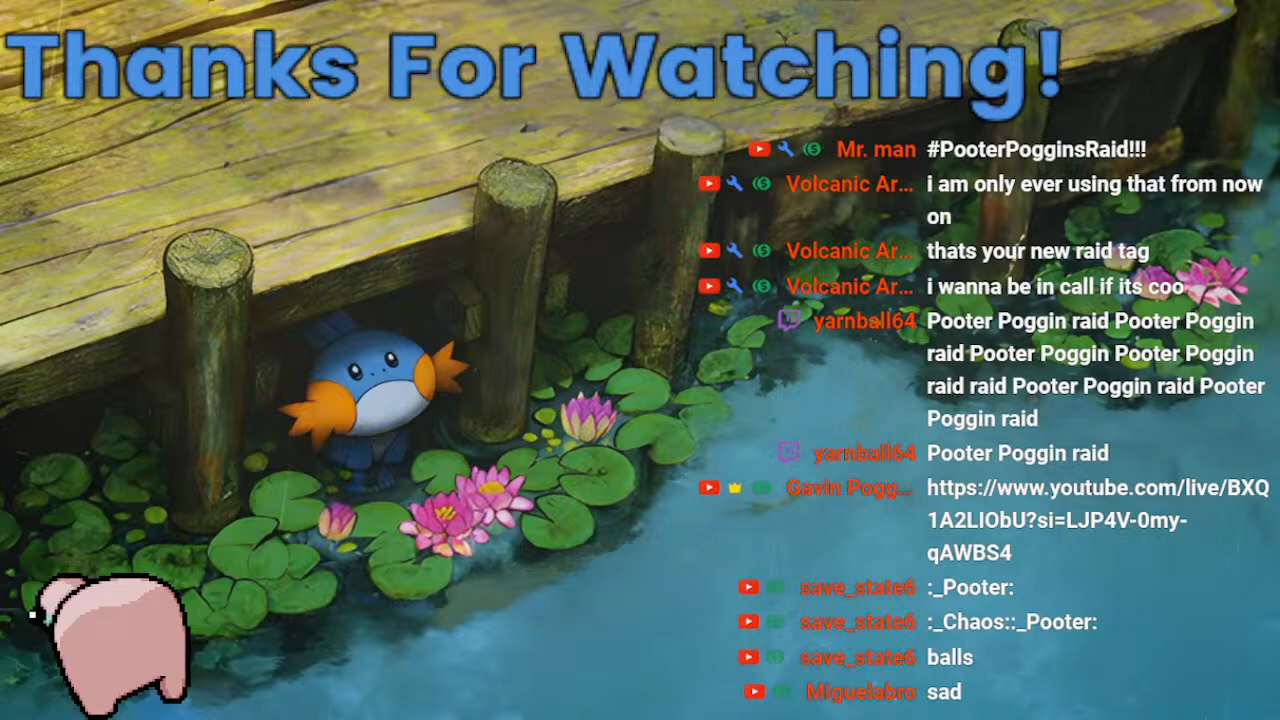 Thanks For Watching!
Mr. man #PooterPogginsRaid!!!
Volcanic Ar... i am only ever using that from now
on
Volcanic Ar... thats your new raid tag
Volcanic Ar... i wanna be in call if its coo
yarnball64 Pooter Poggin raid Pooter Poggin
raid Pooter Poggin Pooter Poggin
raid raid Pooter Poggin raid Pooter
Poggin raid
yarnball64 Pooter Poggin raid
Gavin Pogg... https://www.youtube.com/live/BXQ
1A2LIObU?si=LJP4V-0my-
qAWBS4
save_state6 :_Pooter:
save_state6 :_Chaos::_Pooter:
save_state6 balls
Miguelabro sad